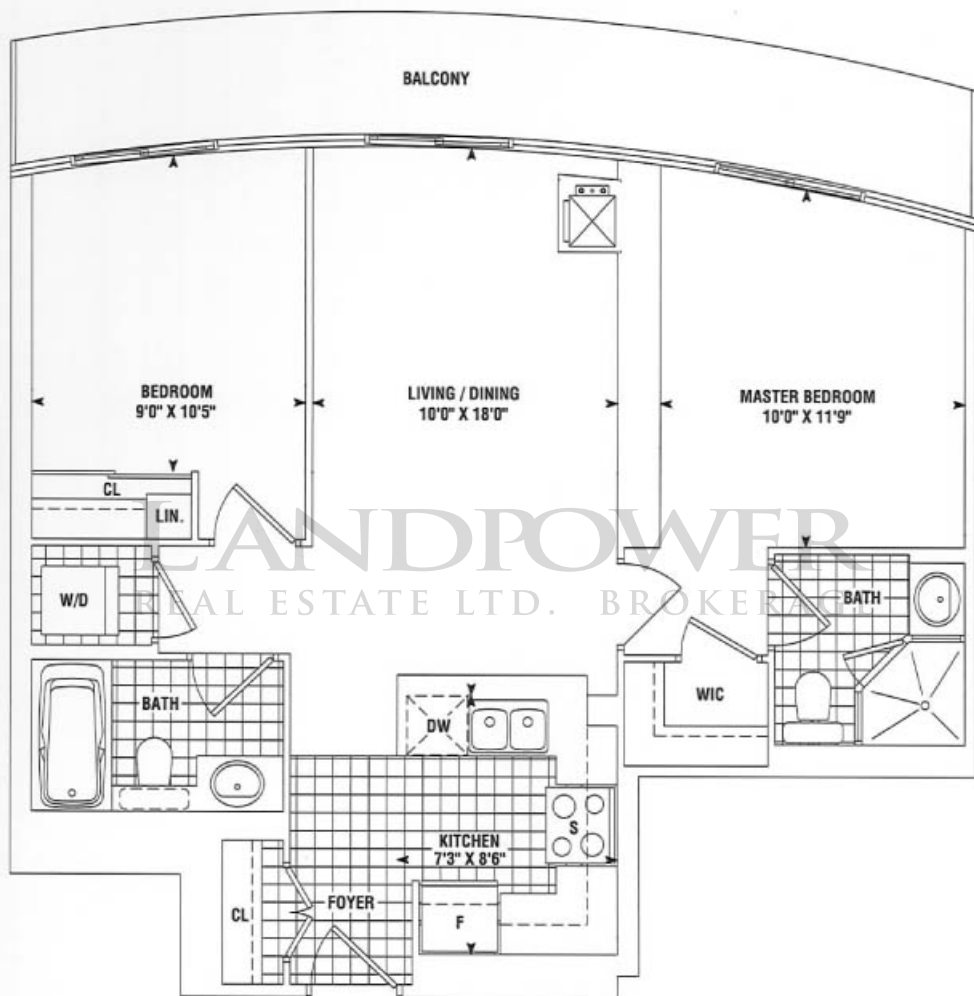 BALCONY
BEDROOM
9'0" X 10'5"
LIVING / DINING
10'0" X 18'0"
MASTER BEDROOM
10'0" X 11'9"
CL
LIN.
LANDPOWER
REAL ESTATE LTD. BROKERAGE
W/D
BATH
BATH
WIC
DW
S
KITCHEN
7'3" X 8'6"
CL
FOYER
F